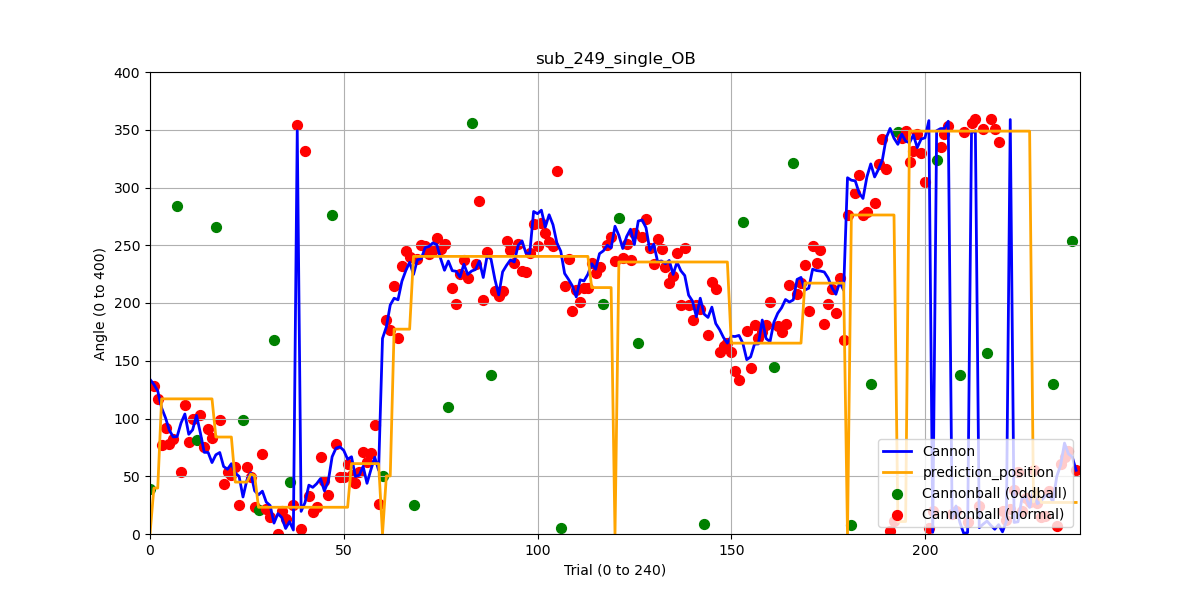 sub_249_single_OB
Angle (0 to 400)
400
350
300
250
200
150
100
50
0
0 50 100 150 200
Trial (0 to 240)
Cannon
prediction_position
Cannonball (oddball)
Cannonball (normal)